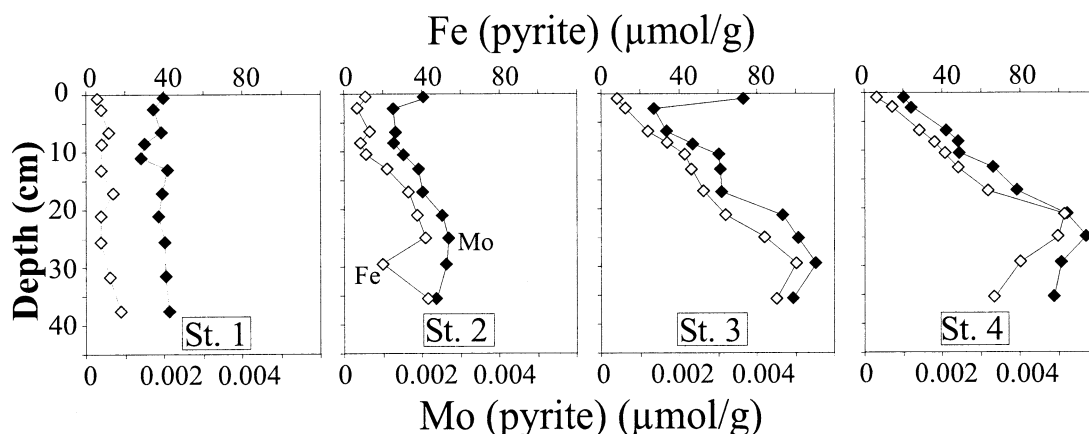 Fe (pyrite) (µmol/g)
0 40 80 0 40 80 0 40 80 0 40 80
0
10
20
30
40
Depth (cm)
Mo
Fe
St. 1 St. 2 St. 3 St. 4
0 0.002 0.004 0 0.002 0.004 0 0.002 0.004 0 0.002 0.004
Mo (pyrite) (µmol/g)